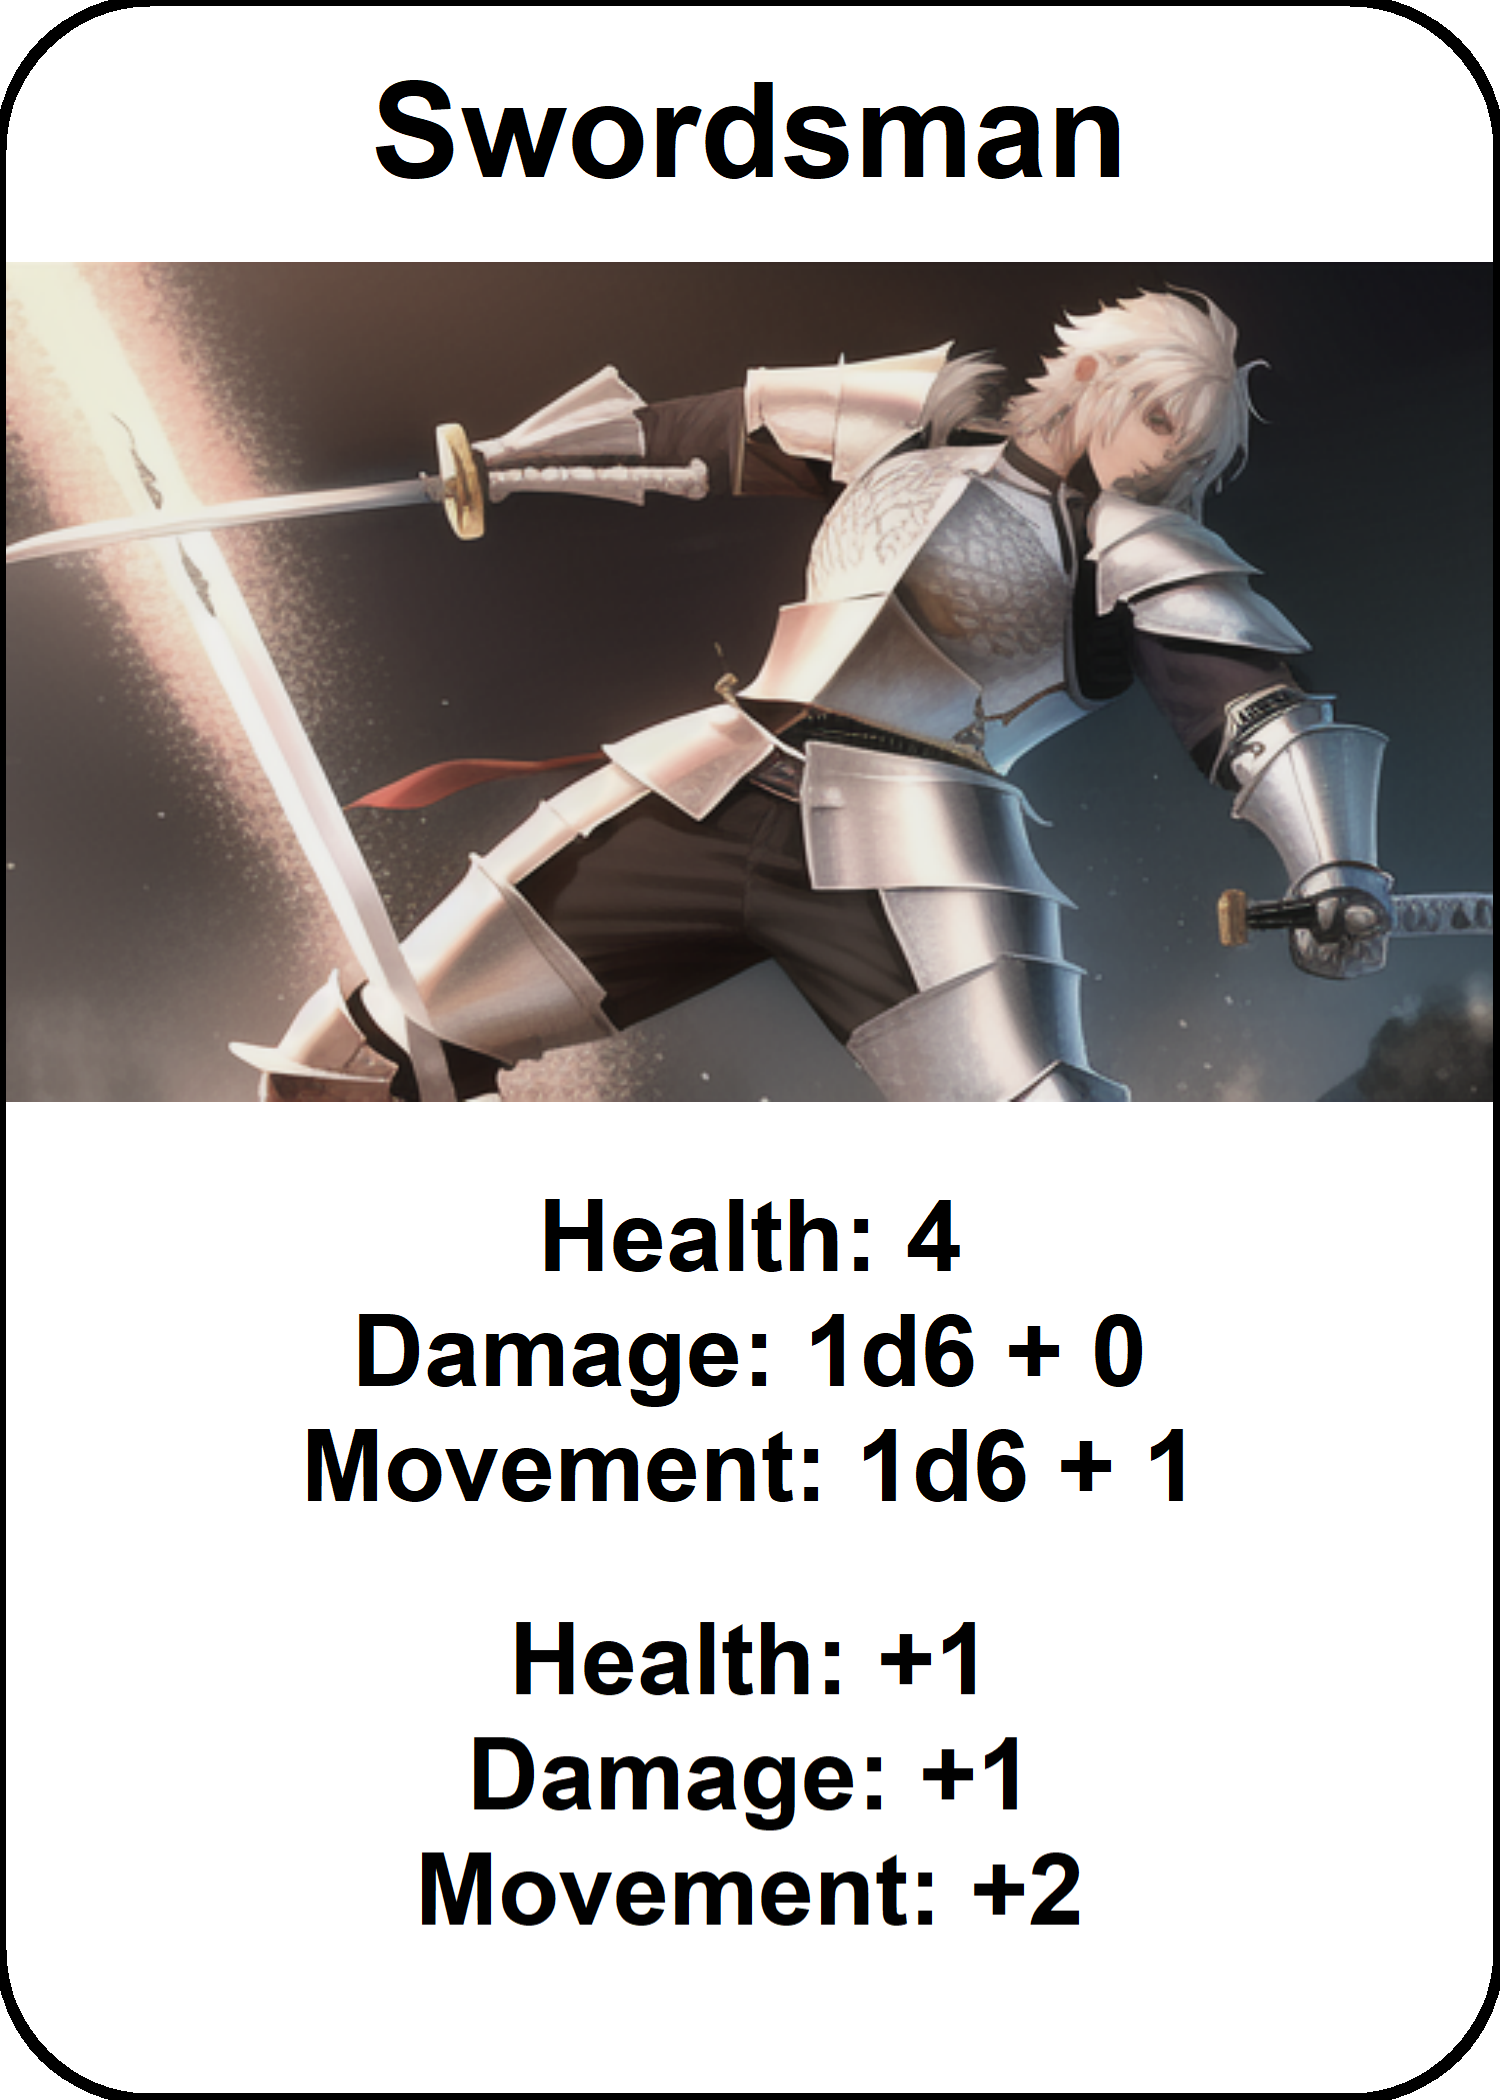 Swordsman
Health: 4
Damage: 1d6 + 0
Movement: 1d6 + 1
Health: +1
Damage: +1
Movement: +2